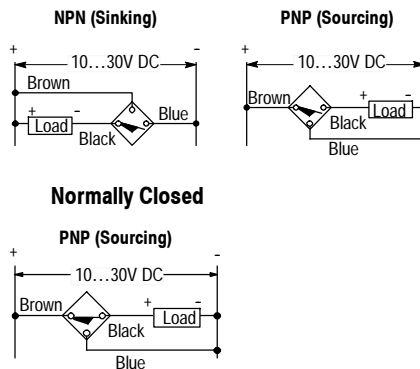 NPN (Sinking)
+ -
10…30V DC
Brown
+ -
Load
Black
Blue
PNP (Sourcing)
+
10…30V DC
Brown
+ -
Load
Black
Blue
Normally Closed
PNP (Sourcing)
+ -
10…30V DC
Brown
+ -
Load
Black
Blue